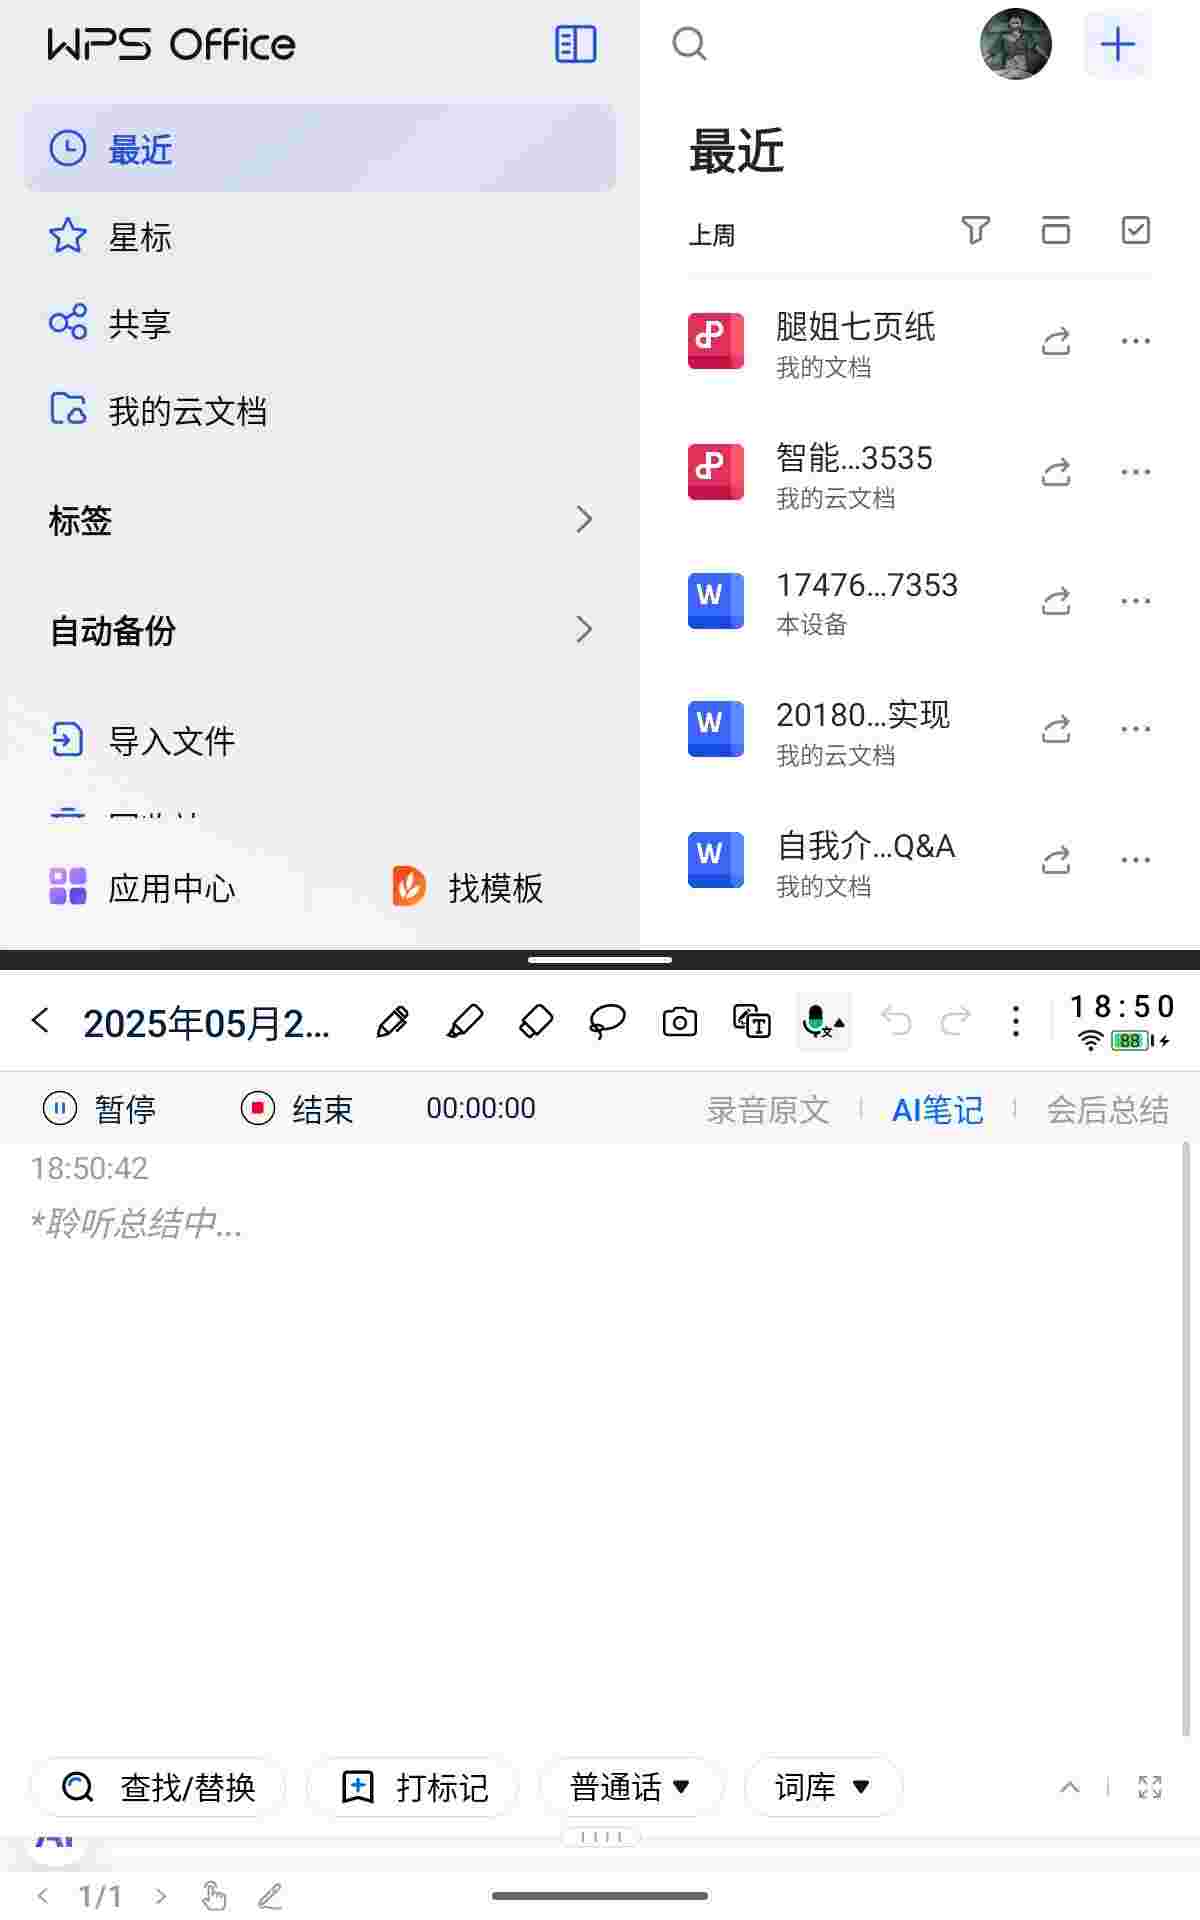 WPS Office
最近
星标
共享
我的云文档
标签
自动备份
导入文件
应用中心
找模板
最近
上周
腿姐七页纸
我的文档
智能...3535
我的云文档
17476...7353
本设备
20180...实现
我的云文档
自我介...Q&A
我的文档
2025年05月2...
18:50
88
暂停
结束
00:00:00
录音原文
AI笔记
会后总结
18:50:42
*聆听总结中...
查找/替换
打标记
普通话
词库
AI
1/1